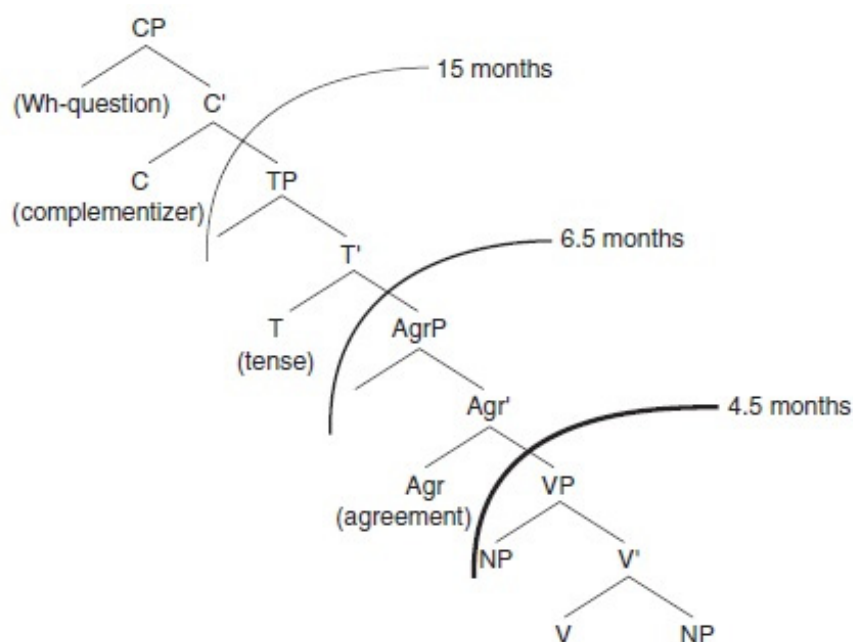 CP
15 months
(Wh-question) C'
C TP
(complementizer)
T' 6.5 months
T AgrP
(tense)
Agr' 4.5 months
Agr VP
(agreement)
NP V'
V NP